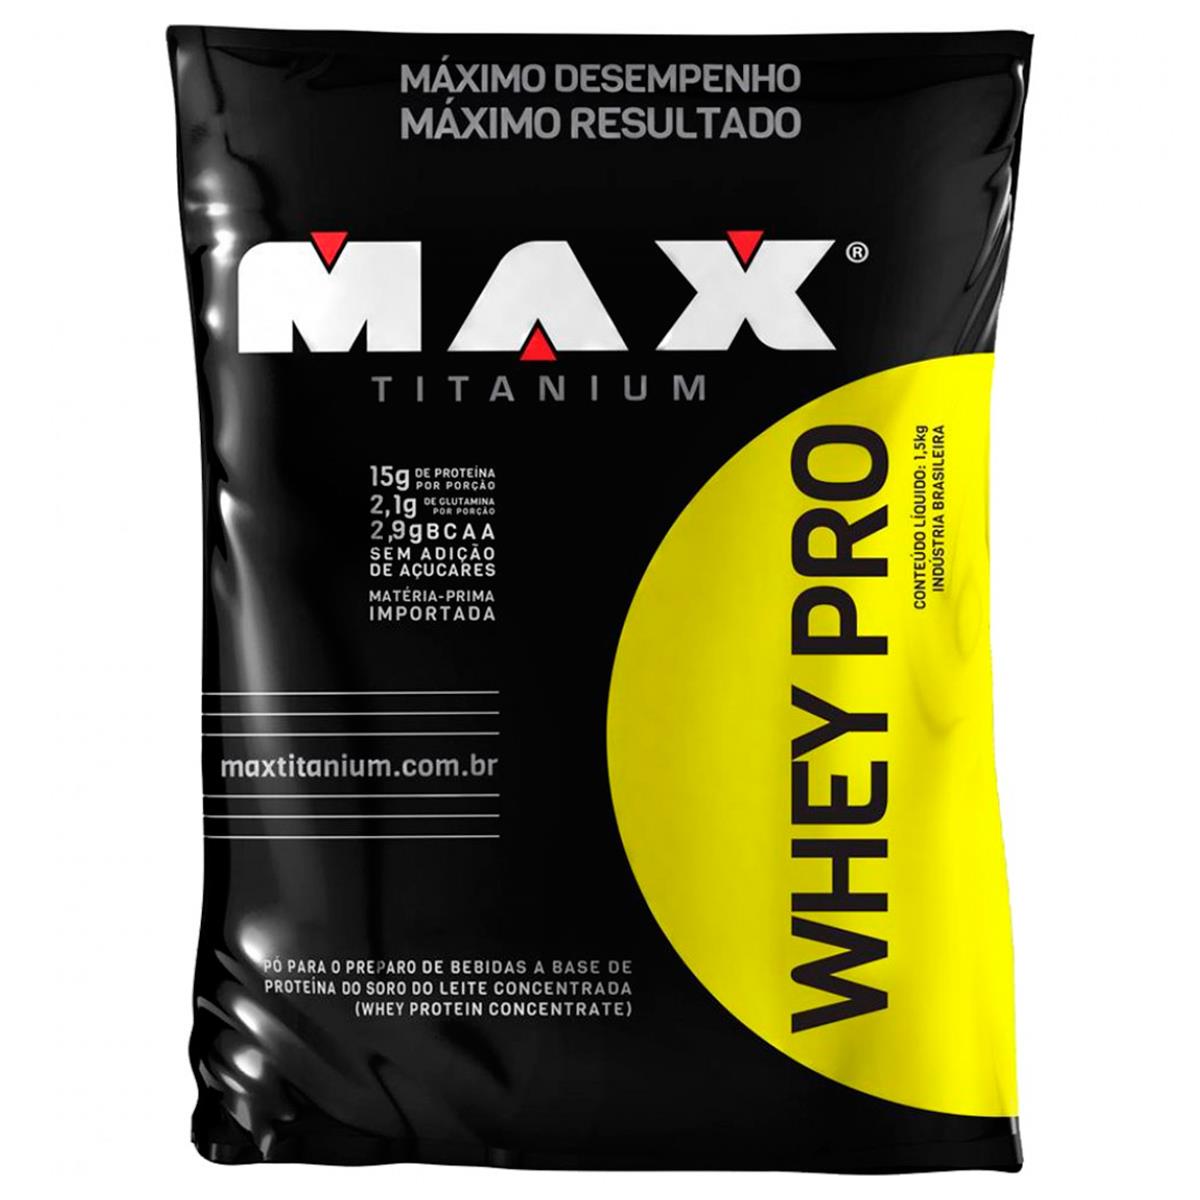 MÁXIMO DESEMPENHO
MÁXIMO RESULTADO
MAX®
TITANIUM
15g DE PROTEÍNA POR PORÇÃO
2,1g DE GLUTAMINA POR PORÇÃO
2,9g BCAA
SEM ADIÇÃO
DE AÇUCARES
MATÉRIA-PRIMA
IMPORTADA
maxtitanium.com.br
WHEY PRO
CONTEÚDO LÍQUIDO: 1,5kg
INDÚSTRIA BRASILEIRA
PÓ PARA O PREPARO DE BEBIDAS A BASE DE
PROTEÍNA DO SORO DO LEITE CONCENTRADA
(WHEY PROTEIN CONCENTRATE)